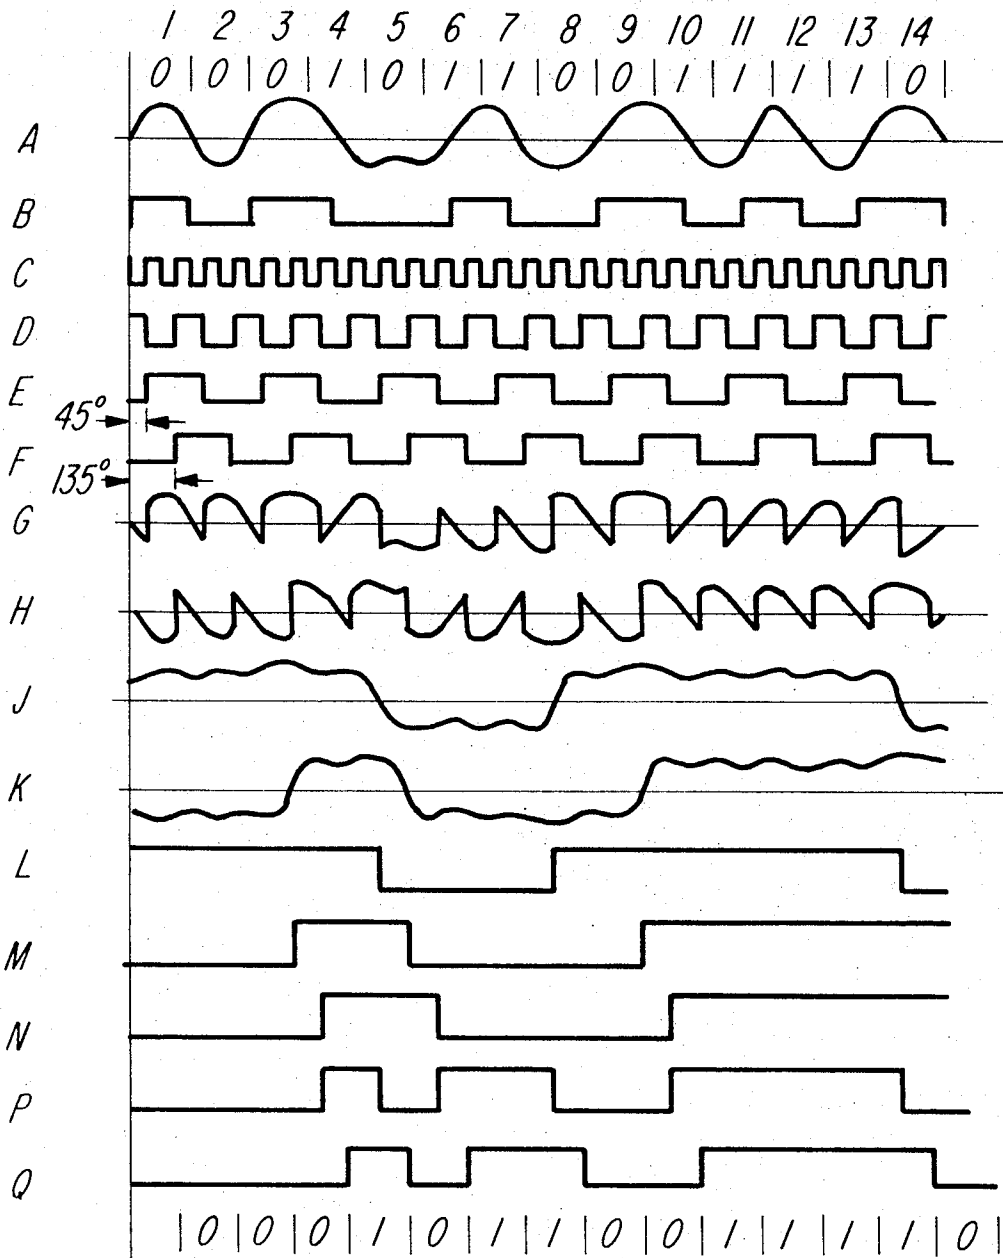 1 2 3 4 5 6 7 8 9 10 11 12 13 14
0 | 0 | 0 | 1 | 0 | 1 | 1 | 0 | 0 | 1 | 1 | 1 | 1 | 0 |
A
B
C
D
E
45°
F
135°
G
H
J
K
L
M
N
P
Q
| 0 | 0 | 0 | 1 | 0 | 1 | 1 | 0 | 0 | 1 | 1 | 1 | 1 | 0 |